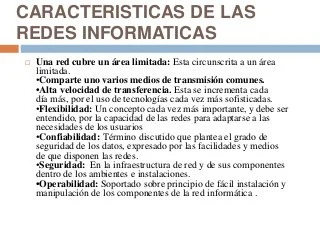 CARACTERISTICAS DE LAS
REDES INFORMATICAS
Una red cubre un área limitada: Esta circunscrita a un área
limitada.
•Comparte uno varios medios de transmisión comunes.
•Alta velocidad de transferencia. Esta se incrementa cada
día más, por el uso de tecnologías cada vez más sofisticadas.
•Flexibilidad: Un concepto cada vez más importante, y debe ser
entendido, por la capacidad de las redes para adaptarse a las
necesidades de los usuarios
•Confiabilidad: Término discutido que plantea el grado de
seguridad de los datos, expresado por las facilidades y medios
de que disponen las redes.
•Seguridad: En la infraestructura de red y de sus componentes
dentro de los ambientes e instalaciones.
•Operabilidad: Soportado sobre principio de fácil instalación y
manipulación de los componentes de la red informática .